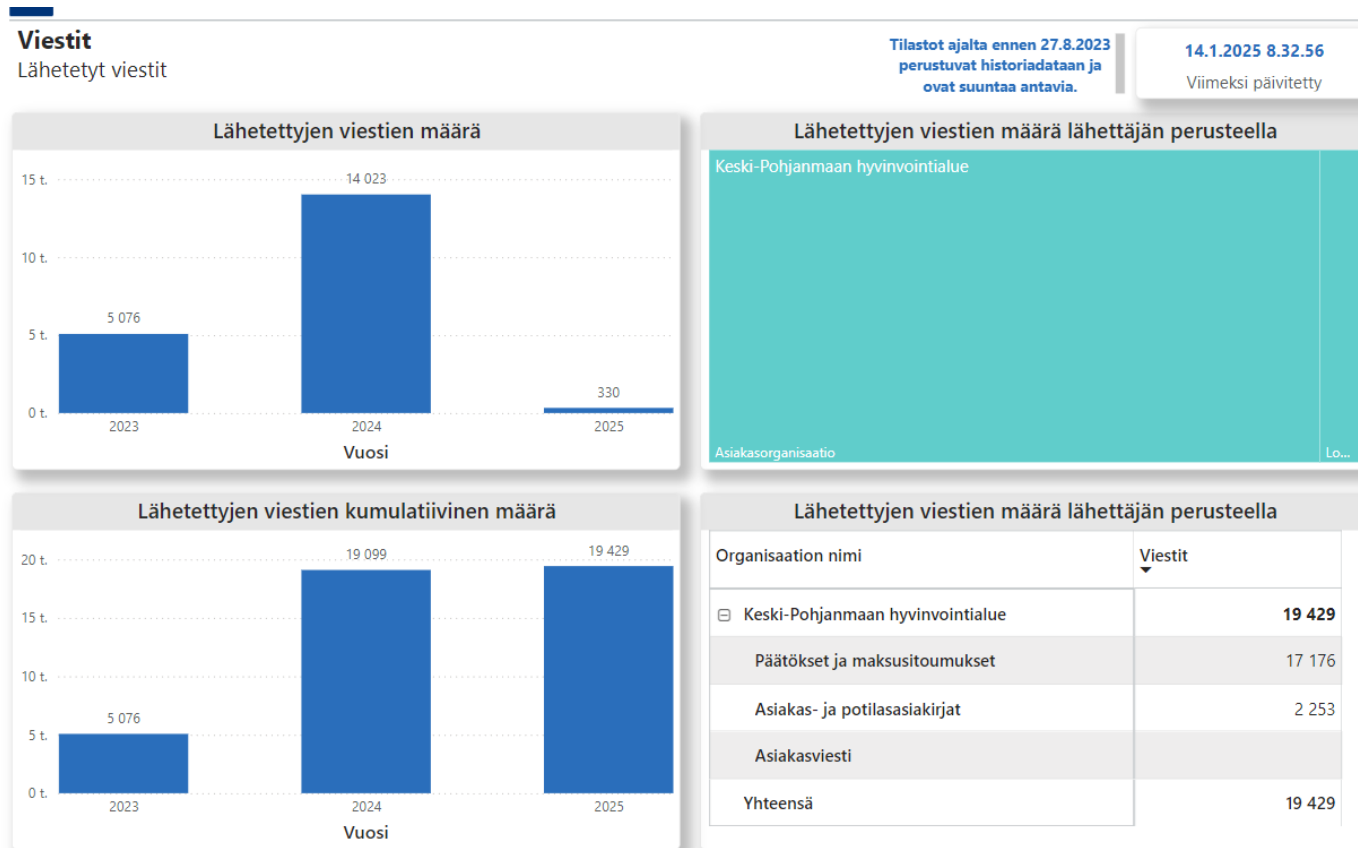 Viestit
Lähetetyt viestit
Tilastot ajalta ennen 27.8.2023
perustuvat historiadataan ja
ovat suuntaa antavia.
14.1.2025 8.32.56
Viimeksi päivitetty
Lähetettyjen viestien määrä
15 t.
10 t.
5 t.
0 t.
5 076
14 023
330
2023
2024
2025
Vuosi
Lähetettyjen viestien määrä lähettäjän perusteella
Keski-Pohjanmaan hyvinvointialue
Asiakasorganisaatio
Lo...
Lähetettyjen viestien kumulatiivinen määrä
20 t.
15 t.
10 t.
5 t.
0 t.
5 076
19 099
19 429
2023
2024
2025
Vuosi
Lähetettyjen viestien määrä lähettäjän perusteella
Organisaation nimi Viestit
Keski-Pohjanmaan hyvinvointialue 19 429
Päätökset ja maksusitoumukset 17 176
Asiakas- ja potilasasiakirjat 2 253
Asiakasviesti
Yhteensä 19 429